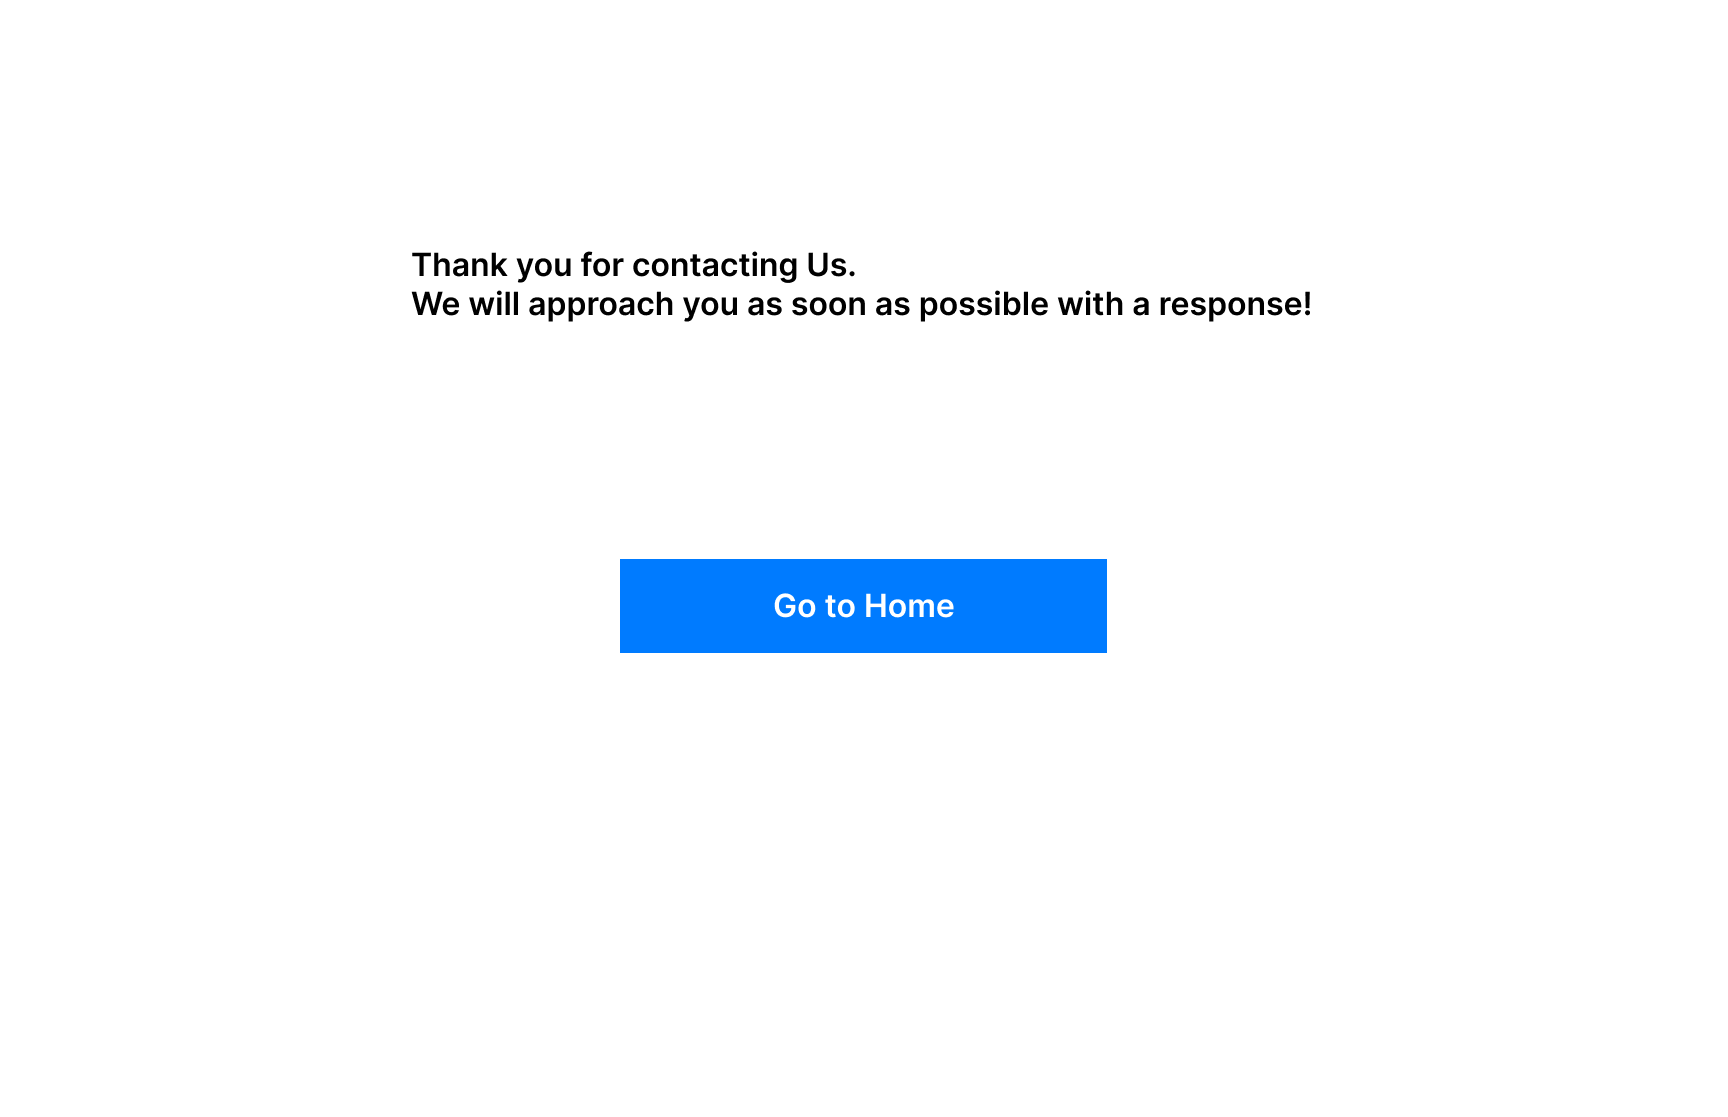 Thank you for contacting Us.
We will approach you as soon as possible with a response!
Go to Home